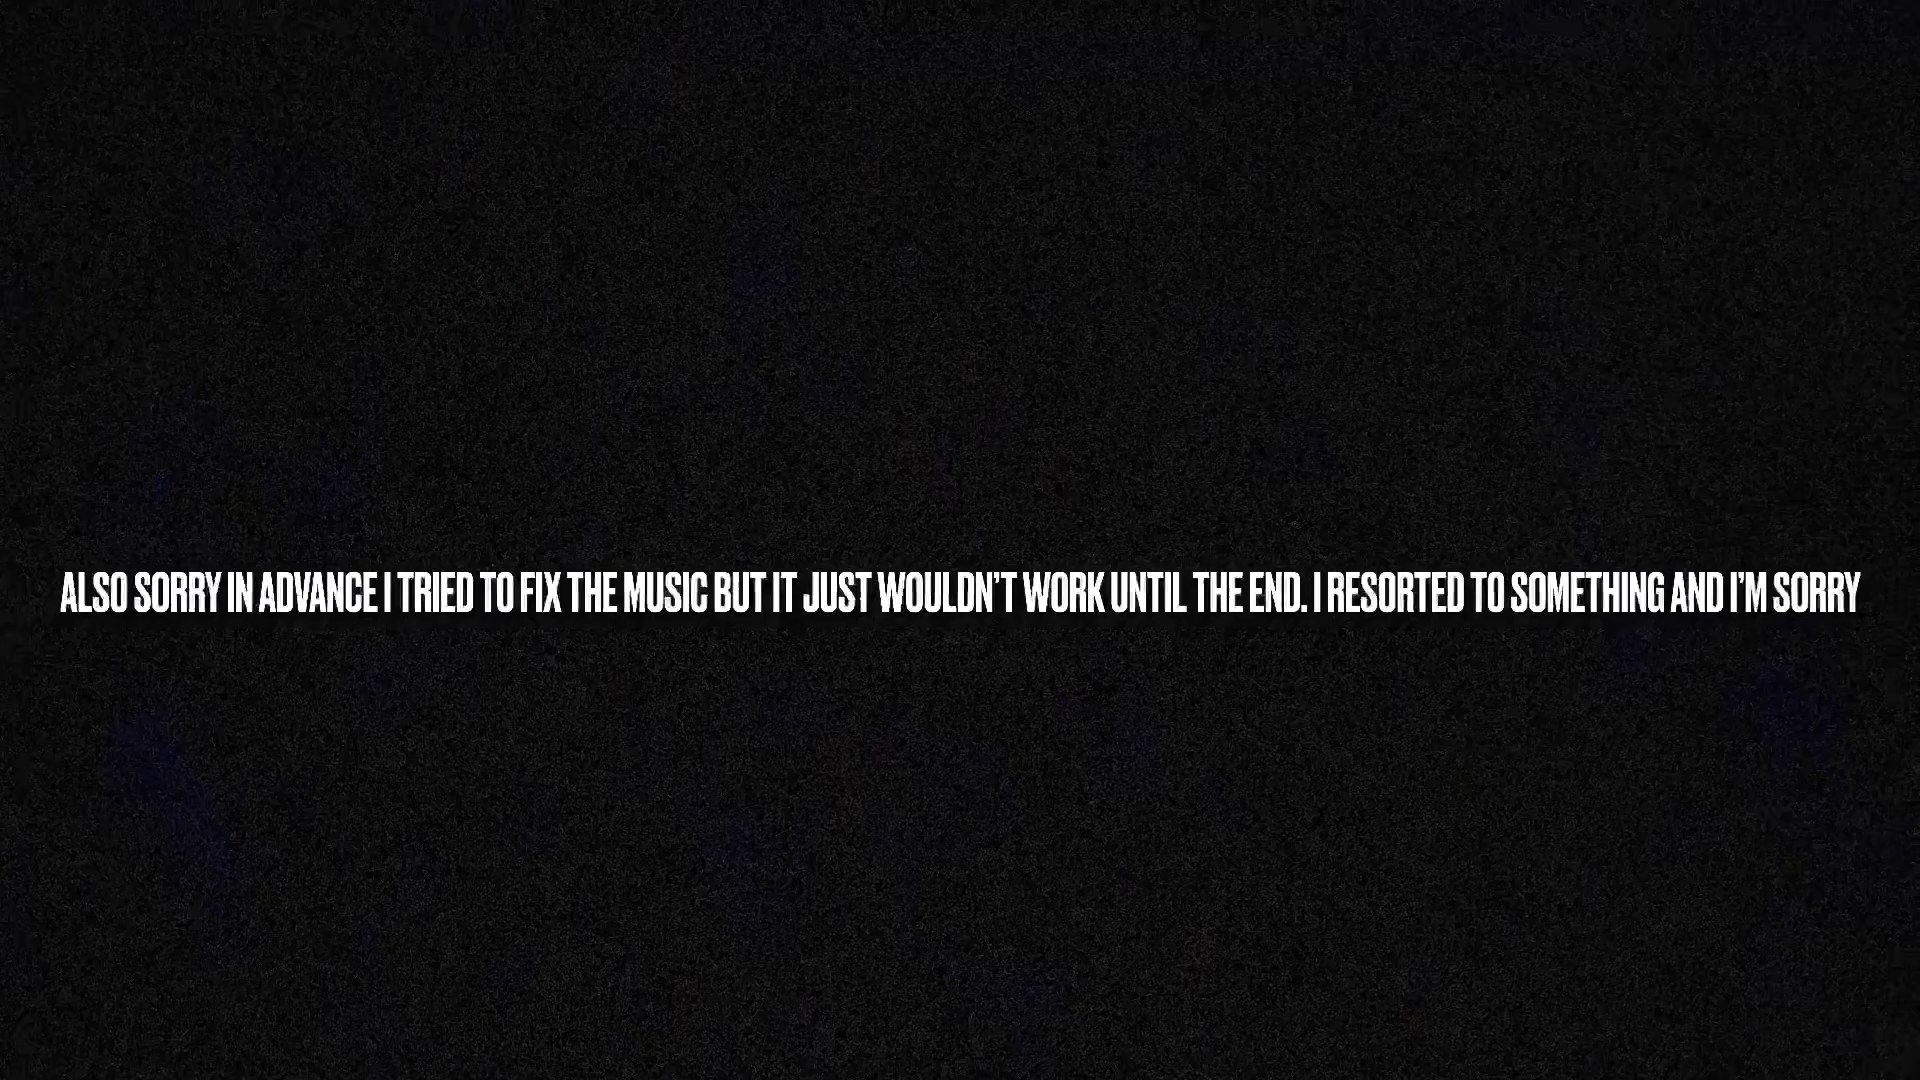 ALSO SORRY IN ADVANCE I TRIED TO FIX THE MUSIC BUT IT JUST WOULDN'T WORK UNTIL THE END. I RESORTED TO SOMETHING AND I'M SORRY